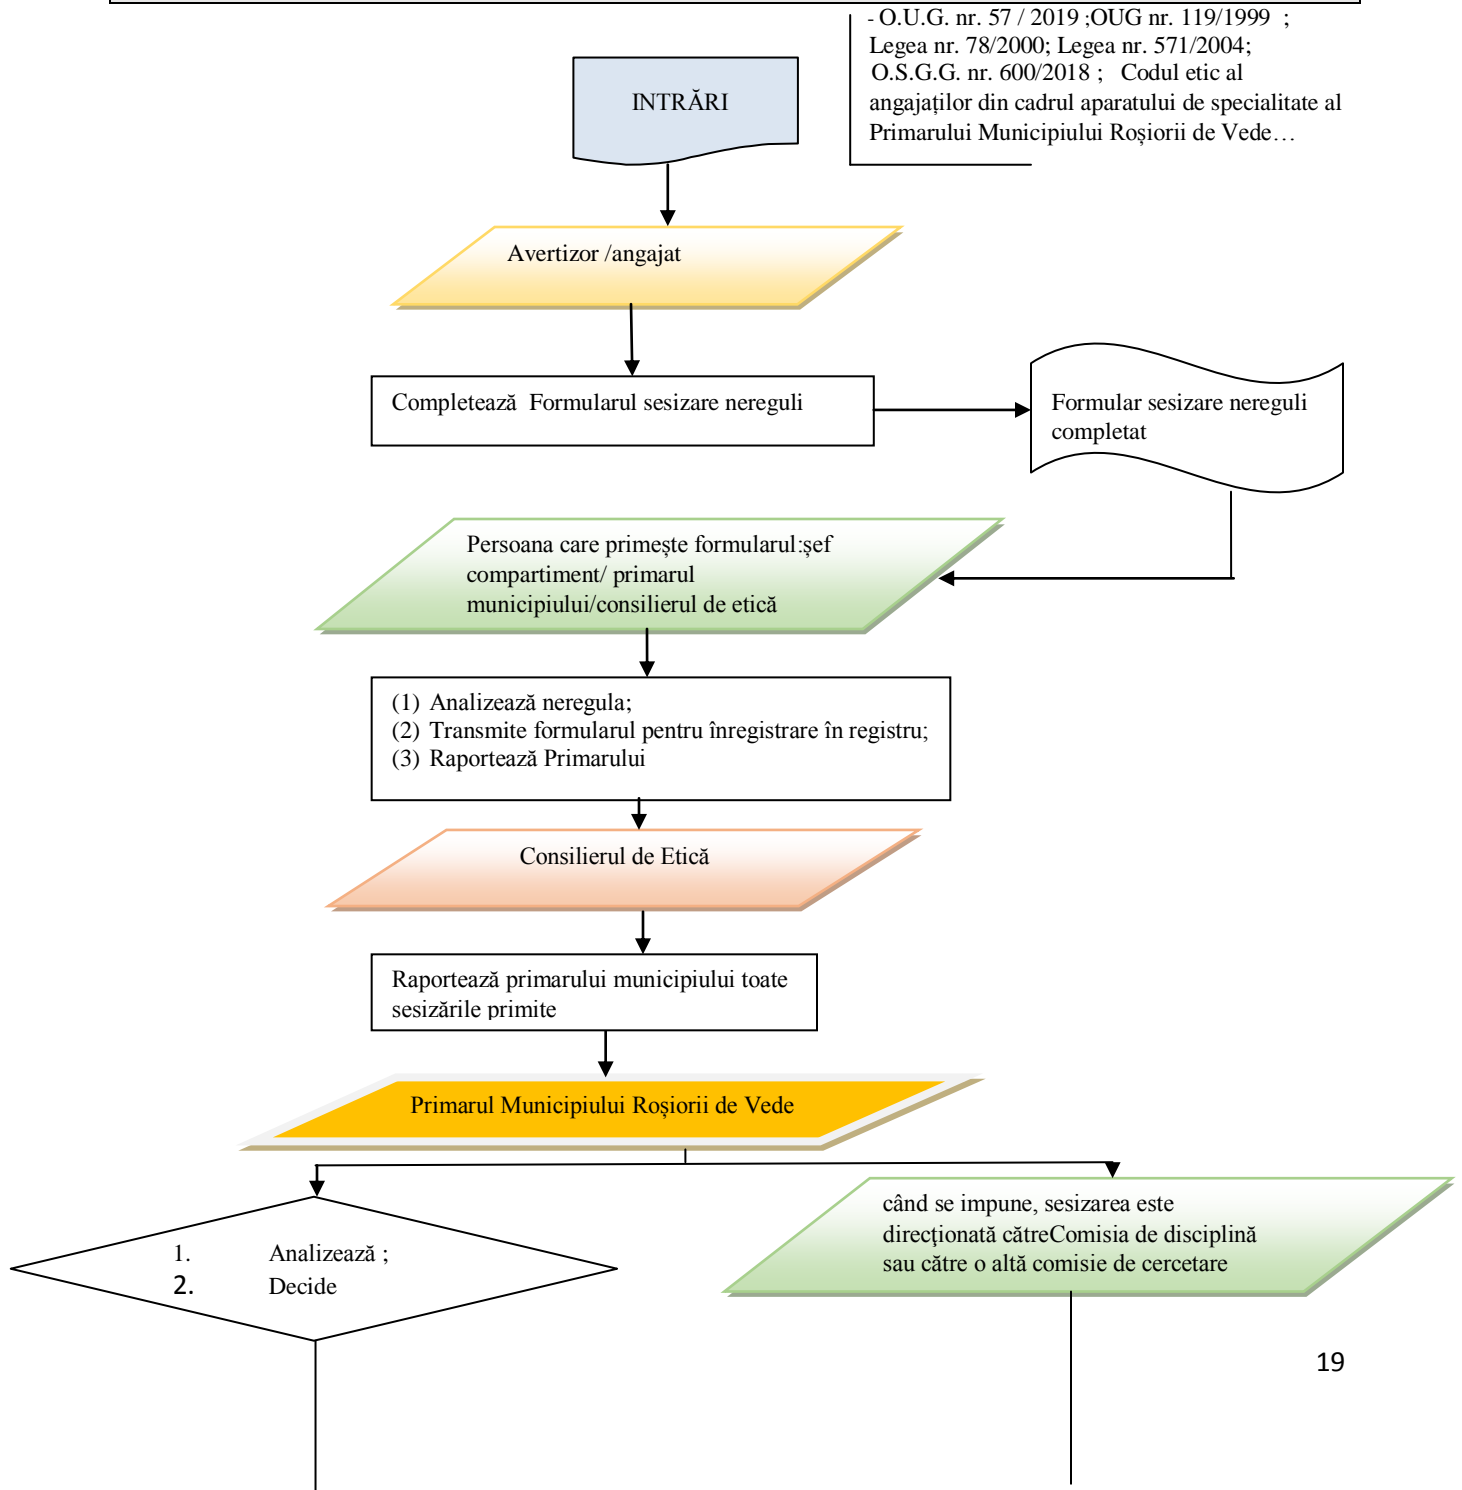 - O.U.G. nr. 57 / 2019 ;OUG nr. 119/1999  ;
Legea nr. 78/2000; Legea nr. 571/2004;
O.S.G.G. nr. 600/2018 ;   Codul etic al
angajaților din cadrul aparatului de specialitate al
Primarului Municipiului Roșiorii de Vede…
INTRĂRI
Avertizor /angajat
Completează  Formularul sesizare nereguli
Formular sesizare nereguli
completat
Persoana care primește formularul:șef
compartiment/ primarul
municipiului/consilierul de etică
(1) Analizează neregula;
(2) Transmite formularul pentru înregistrare în registru;
(3) Raportează Primarului
Consilierul de Etică
Raportează primarului municipiului toate
sesizările primite
Primarul Municipiului Roșiorii de Vede
1. Analizează ;
2. Decide
când se impune, sesizarea este
direcţionată cătreComisia de disciplină
sau către o altă comisie de cercetare
19